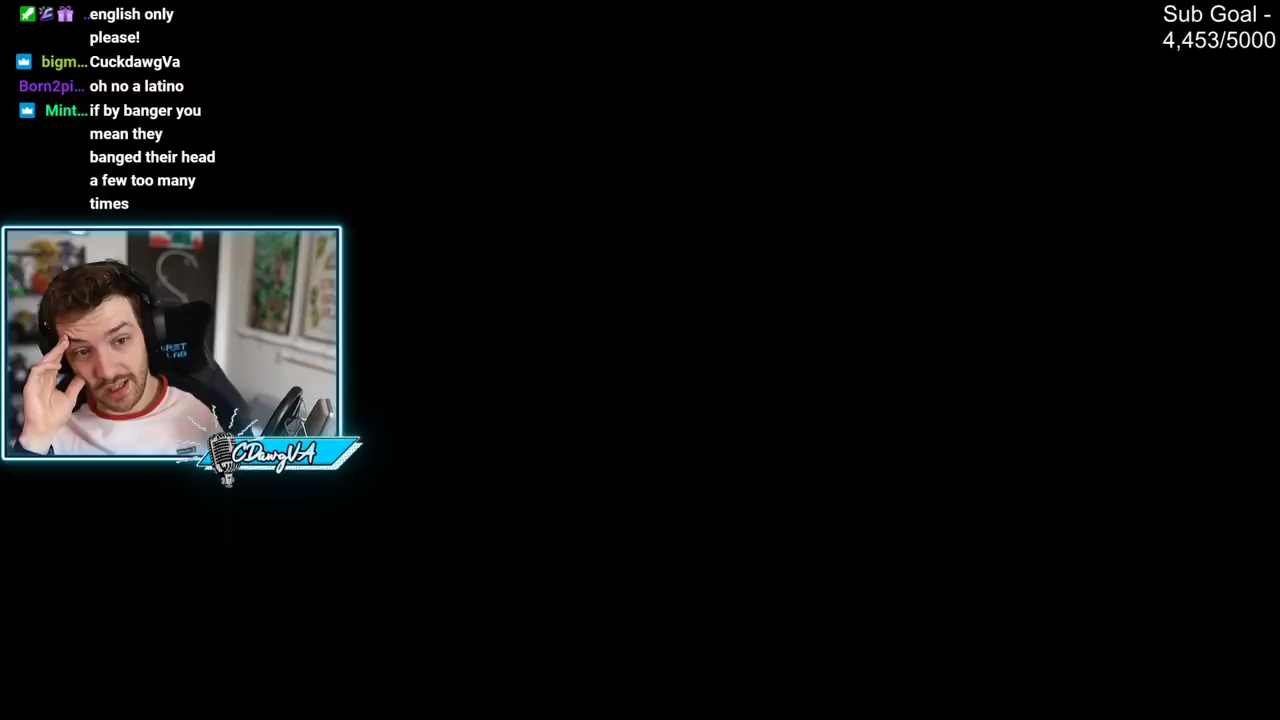 ..english only
please!
bigm... CuckdawgVa
Born2pi... oh no a latino
Mint... if by banger you
mean they
banged their head
a few too many
times
Sub Goal -
4,453/5000
CDawgVA